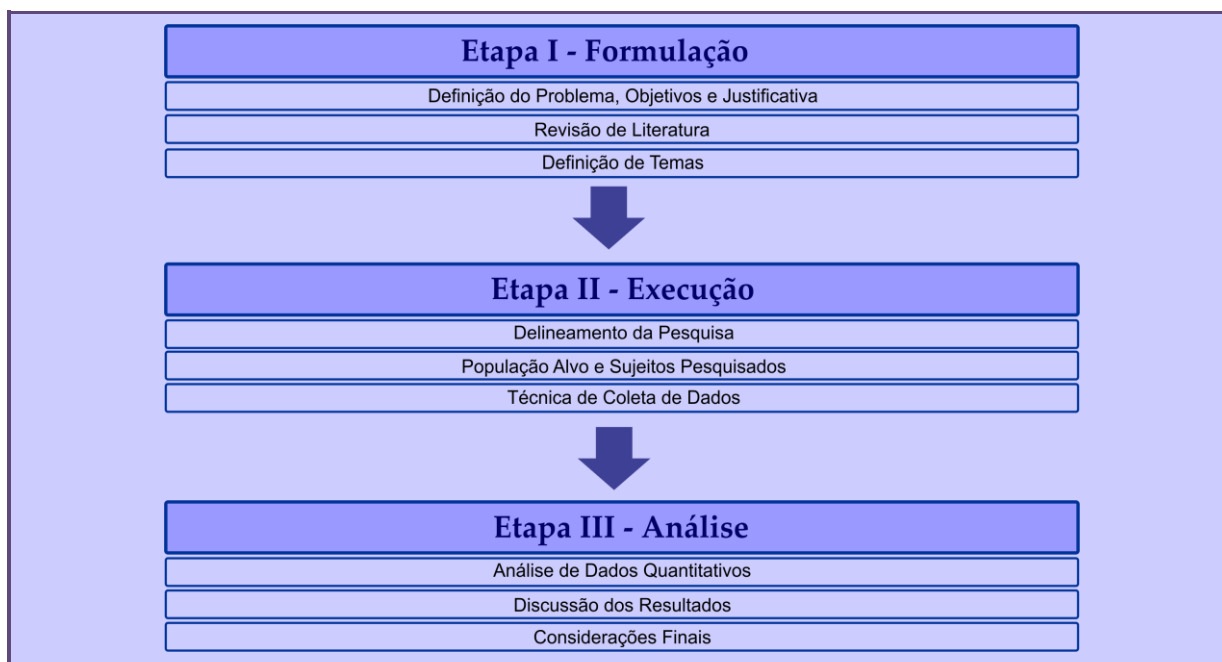 Etapa I - Formulação
Definição do Problema, Objetivos e Justificativa
Revisão de Literatura
Definição de Temas
Etapa II - Execução
Delineamento da Pesquisa
População Alvo e Sujeitos Pesquisados
Técnica de Coleta de Dados
Etapa III - Análise
Análise de Dados Quantitativos
Discussão dos Resultados
Considerações Finais